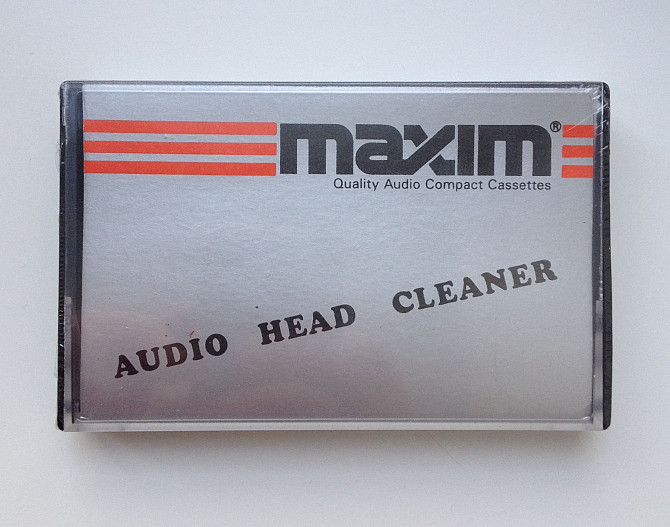 maxim®
Quality Audio Compact Cassettes
AUDIO HEAD CLEANER